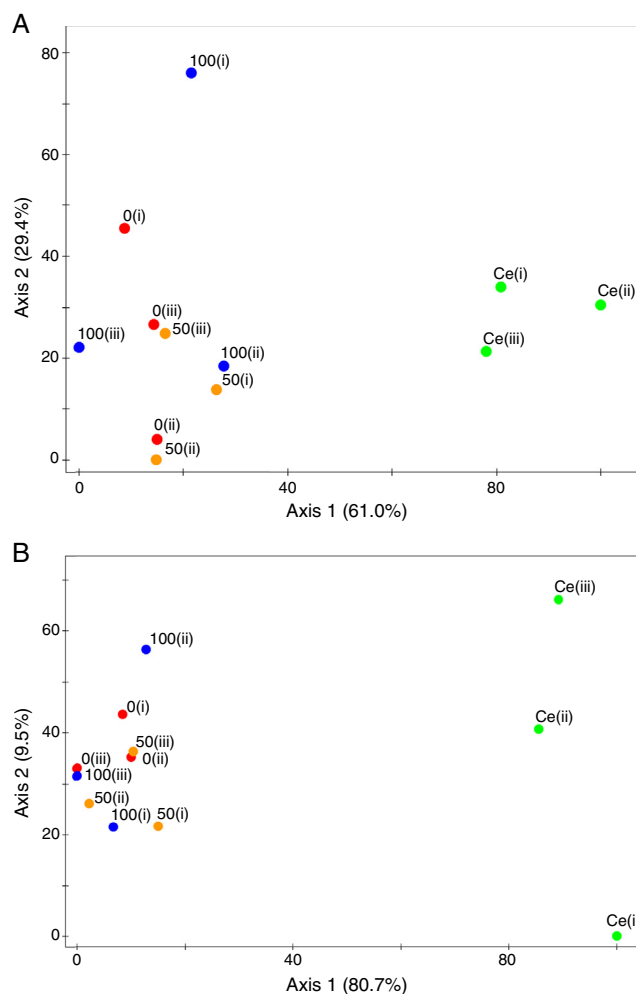 A
80
60
40
20
0
Axis 2 (29.4%)
100(i)
0(i)
Ce(i)
Ce(ii)
0(iii)
50(iii)
100(iii)
100(ii)
Ce(iii)
50(i)
0(ii)
50(ii)
0 40 80
Axis 1 (61.0%)
B
60
40
20
0
Axis 2 (9.5%)
Ce(iii)
100(ii)
0(i)
Ce(ii)
50(iii)
0(iii) 0(ii)
100(iii)
50(ii)
100(i) 50(i)
Ce(i
0 40 80
Axis 1 (80.7%)